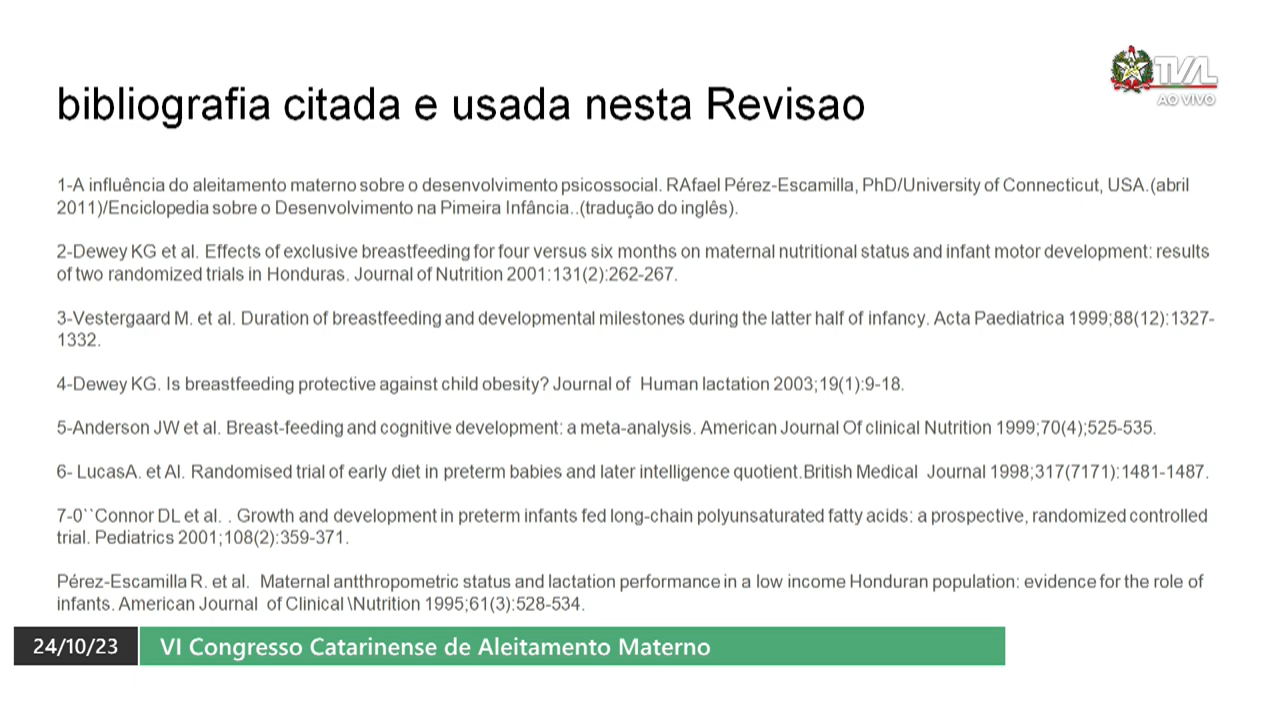 TVAL
AO VIVO
bibliografia citada e usada nesta Revisao
1-A influência do aleitamento materno sobre o desenvolvimento psicossocial. RAfael Pérez-Escamilla, PhD/University of Connecticut, USA.(abril
2011)/Enciclopedia sobre o Desenvolvimento na Pimeira Infância..(tradução do inglês).
2-Dewey KG et al. Effects of exclusive breastfeeding for four versus six months on maternal nutritional status and infant motor development: results
of two randomized trials in Honduras. Journal of Nutrition 2001:131(2):262-267.
3-Vestergaard M. et al. Duration of breastfeeding and developmental milestones during the latter half of infancy. Acta Paediatrica 1999;88(12):1327-
1332.
4-Dewey KG. Is breastfeeding protective against child obesity? Journal of Human lactation 2003;19(1):9-18.
5-Anderson JW et al. Breast-feeding and cognitive development: a meta-analysis. American Journal Of clinical Nutrition 1999;70(4);525-535.
6- LucasA. et Al. Randomised trial of early diet in preterm babies and later intelligence quotient.British Medical Journal 1998;317(7171):1481-1487.
7-0``Connor DL et al. . Growth and development in preterm infants fed long-chain polyunsaturated fatty acids: a prospective, randomized controlled
trial. Pediatrics 2001;108(2):359-371.
Pérez-Escamilla R. et al. Maternal antthropometric status and lactation performance in a low income Honduran population: evidence for the role of
infants. American Journal of Clinical \Nutrition 1995;61(3):528-534.
24/10/23 VI Congresso Catarinense de Aleitamento Materno